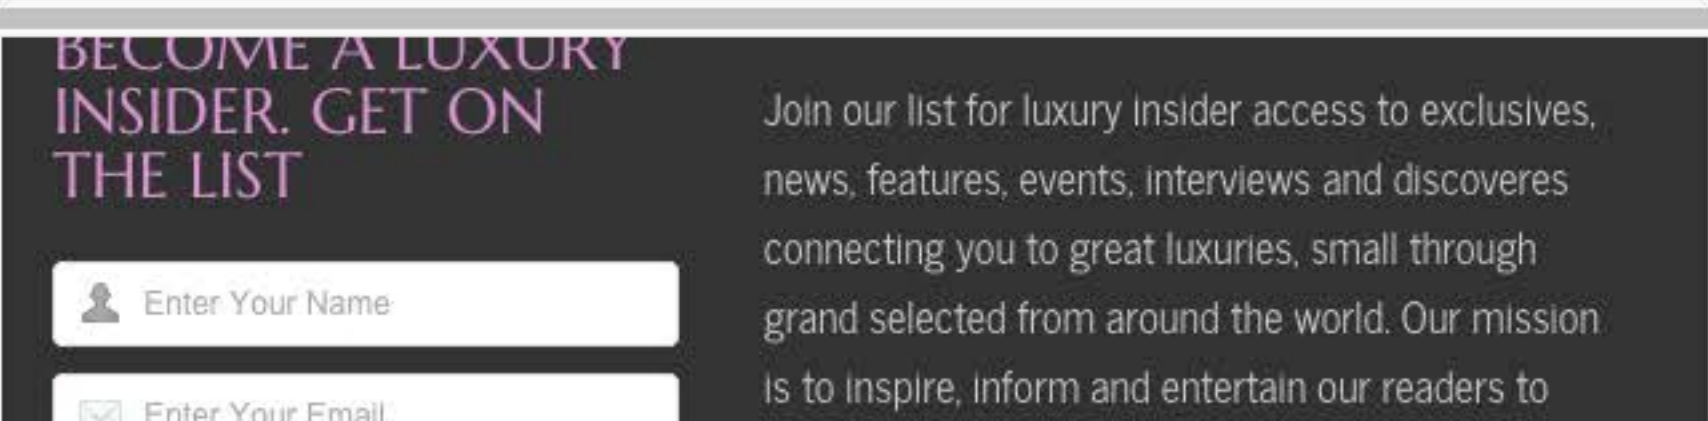 BECOME A LUXURY
INSIDER. GET ON
THE LIST
Enter Your Name
Enter Your Email
Join our list for luxury insider access to exclusives,
news, features, events, interviews and discoveres
connecting you to great luxuries, small through
grand selected from around the world. Our mission
is to inspire, inform and entertain our readers to